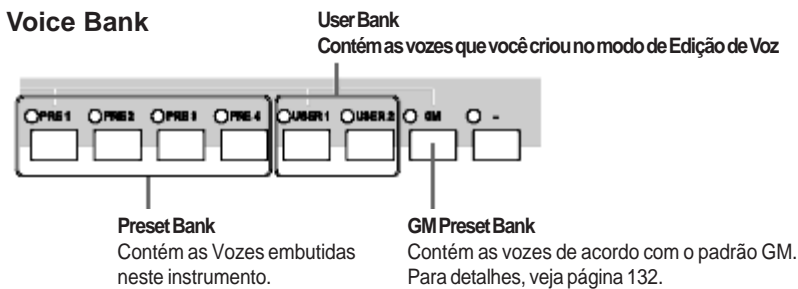 Voice Bank
User Bank
Contém as vozes que você criou no modo de Edição de Voz
PRE 1 PRE 2 PRE 3 PRE 4 USER 1 USER 2 GM -
Preset Bank
Contém as Vozes embutidas
neste instrumento.
GM Preset Bank
Contém as vozes de acordo com o padrão GM.
Para detalhes, veja página 132.